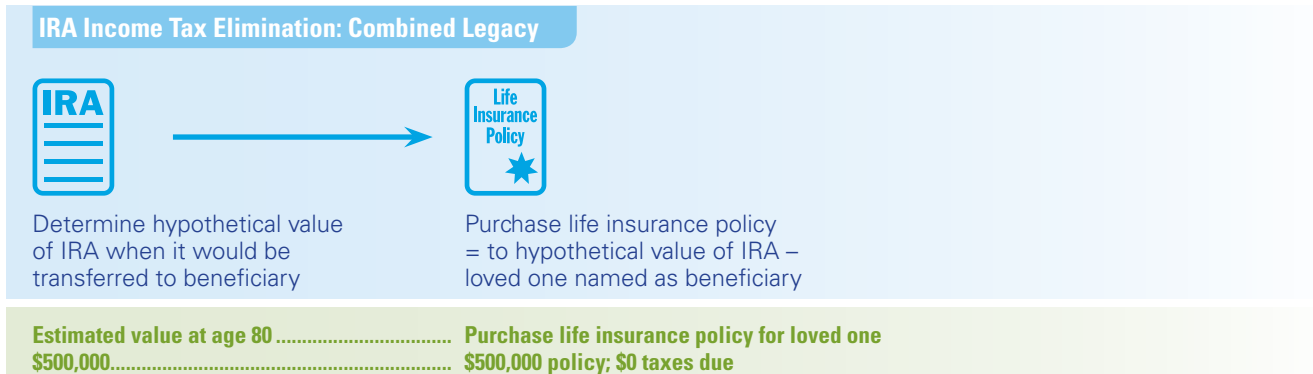 IRA Income Tax Elimination: Combined Legacy
IRA
Life
Insurance
Policy
Determine hypothetical value
of IRA when it would be
transferred to beneficiary
Purchase life insurance policy
= to hypothetical value of IRA –
loved one named as beneficiary
Estimated value at age 80 .................................. Purchase life insurance policy for loved one
$500,000.................................................................. $500,000 policy; $0 taxes due